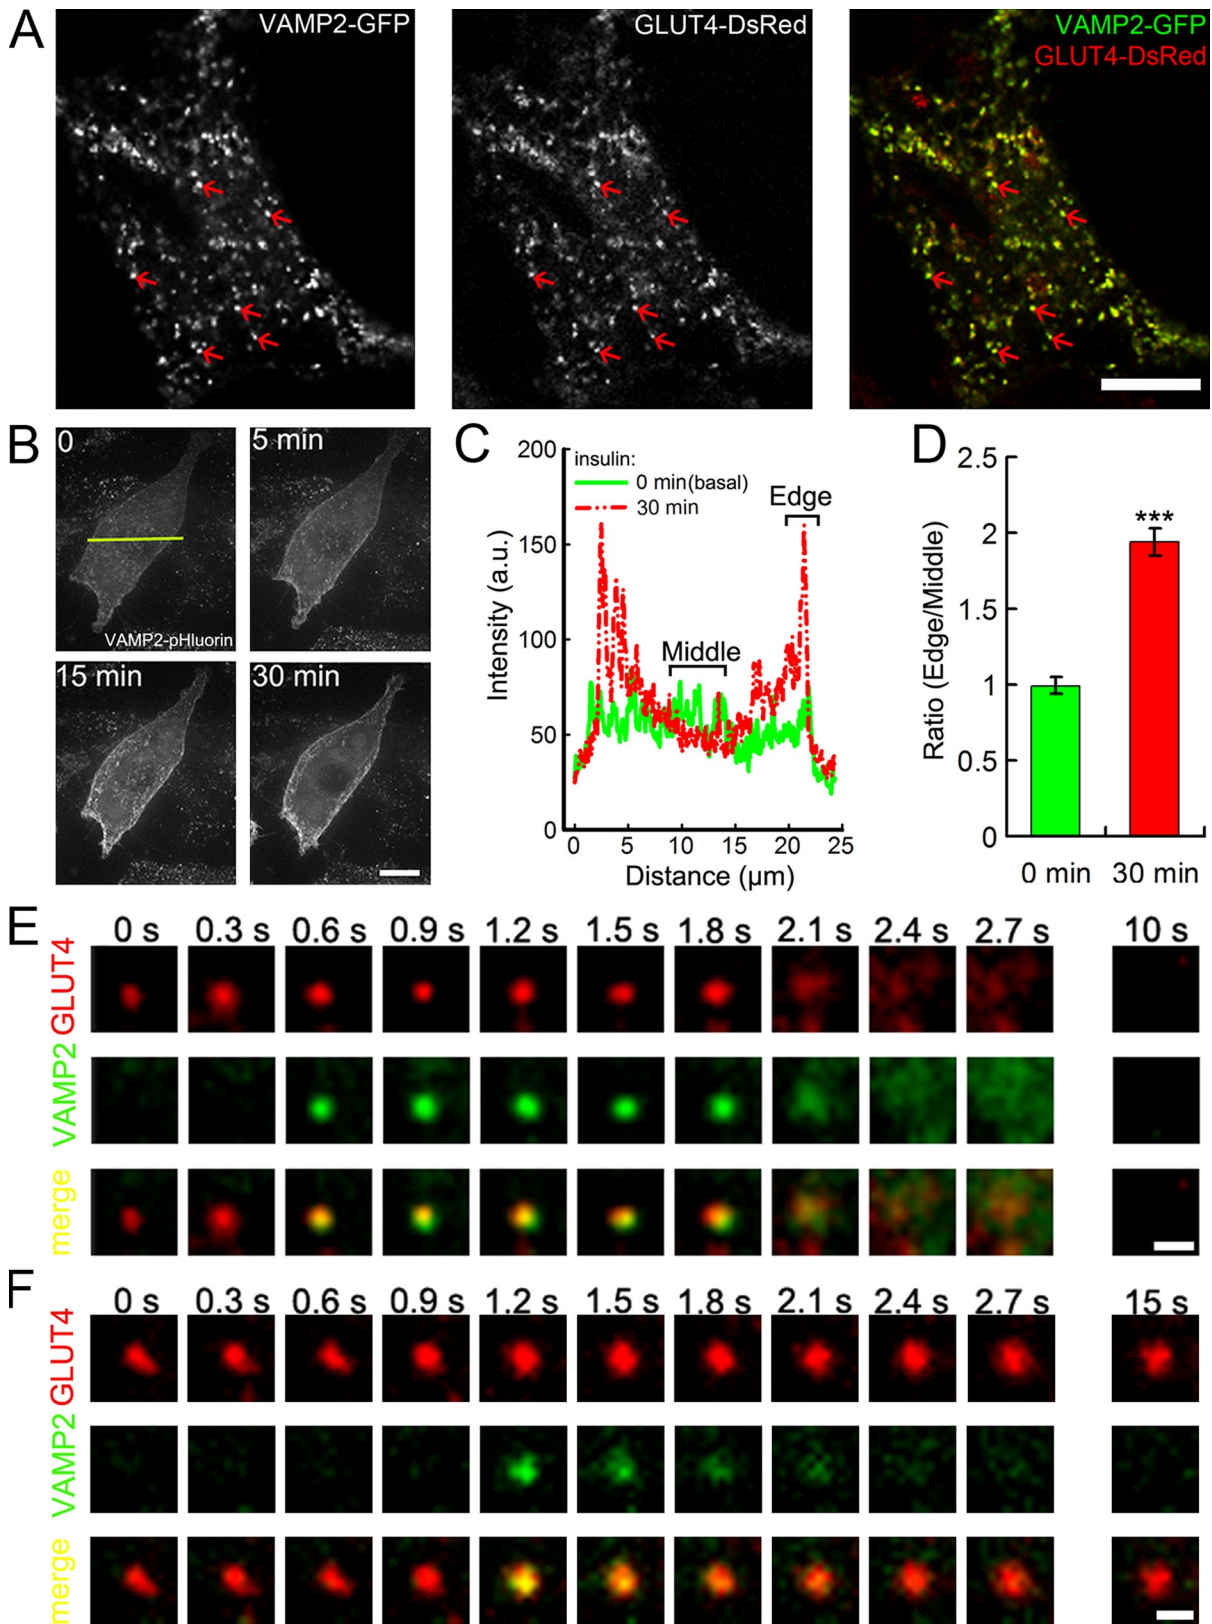 A
VAMP2-GFP
GLUT4-DsRed
VAMP2-GFP
GLUT4-DsRed
B
0
5 min
VAMP2-pHluorin
15 min
30 min
C
200
150
100
50
0
Intensity (a.u.)
insulin:
0 min(basal)
30 min
Edge
Middle
0 5 10 15 20 25
Distance (μm)
D
2.5
2
1.5
1
0.5
0
Ratio (Edge/Middle)
***
0 min 30 min
E
0 s 0.3 s 0.6 s 0.9 s 1.2 s 1.5 s 1.8 s 2.1 s 2.4 s 2.7 s 10 s
GLUT4
VAMP2
merge
F
0 s 0.3 s 0.6 s 0.9 s 1.2 s 1.5 s 1.8 s 2.1 s 2.4 s 2.7 s 15 s
GLUT4
VAMP2
merge